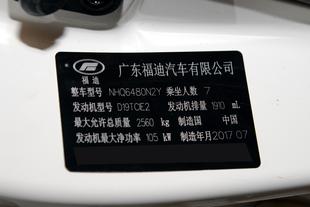 福迪
广东福迪汽车有限公司
整车型号 NHQ6480N2Y 乘坐人数 7
发动机型号 D19TCIE2 发动机排量 1910 mL
最大允许总质量 2560 kg 制造国 中国
发动机最大净功率 105 kW 制造年月 2017 07